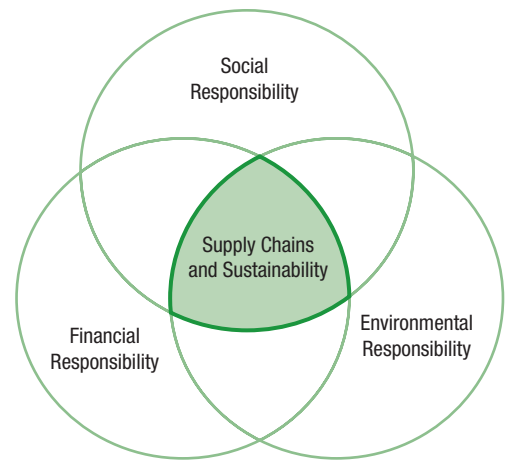 Social
Responsibility
Supply Chains
and Sustainability
Financial
Responsibility
Environmental
Responsibility